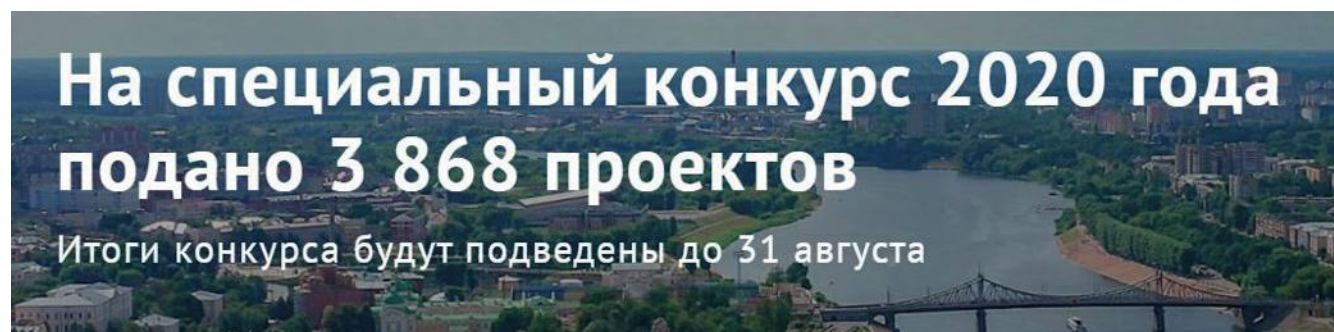 На специальный конкурс 2020 года
подано 3 868 проектов
Итоги конкурса будут подведены до 31 августа